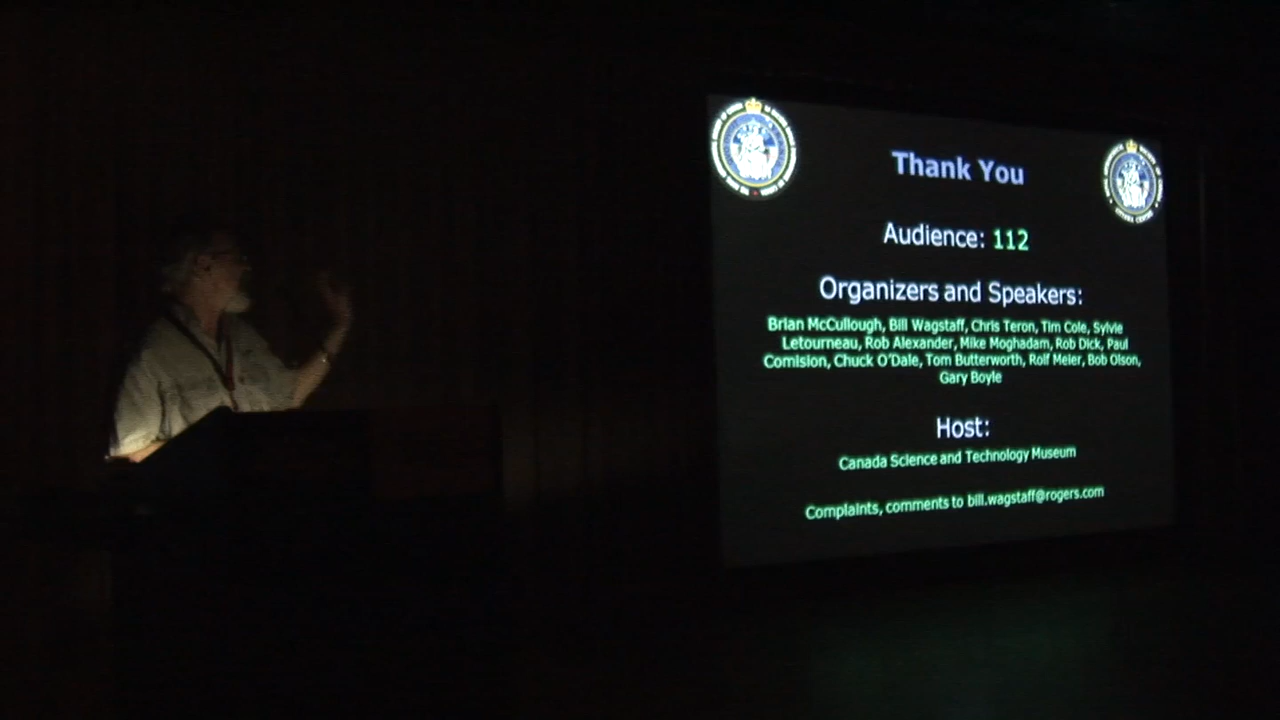 Thank You
Audience: 112
Organizers and Speakers:
Brian McCullough, Bill Wagstaff, Chris Teron, Tim Cole, Sylvie
Letourneau, Rob Alexander, Mike Moghadam, Rob Dick, Paul
Comision, Chuck O'Dale, Tom Butterworth, Rolf Meier, Bob Olson,
Gary Boyle
Host:
Canada Science and Technology Museum
Complaints, comments to bill.wagstaff@rogers.com